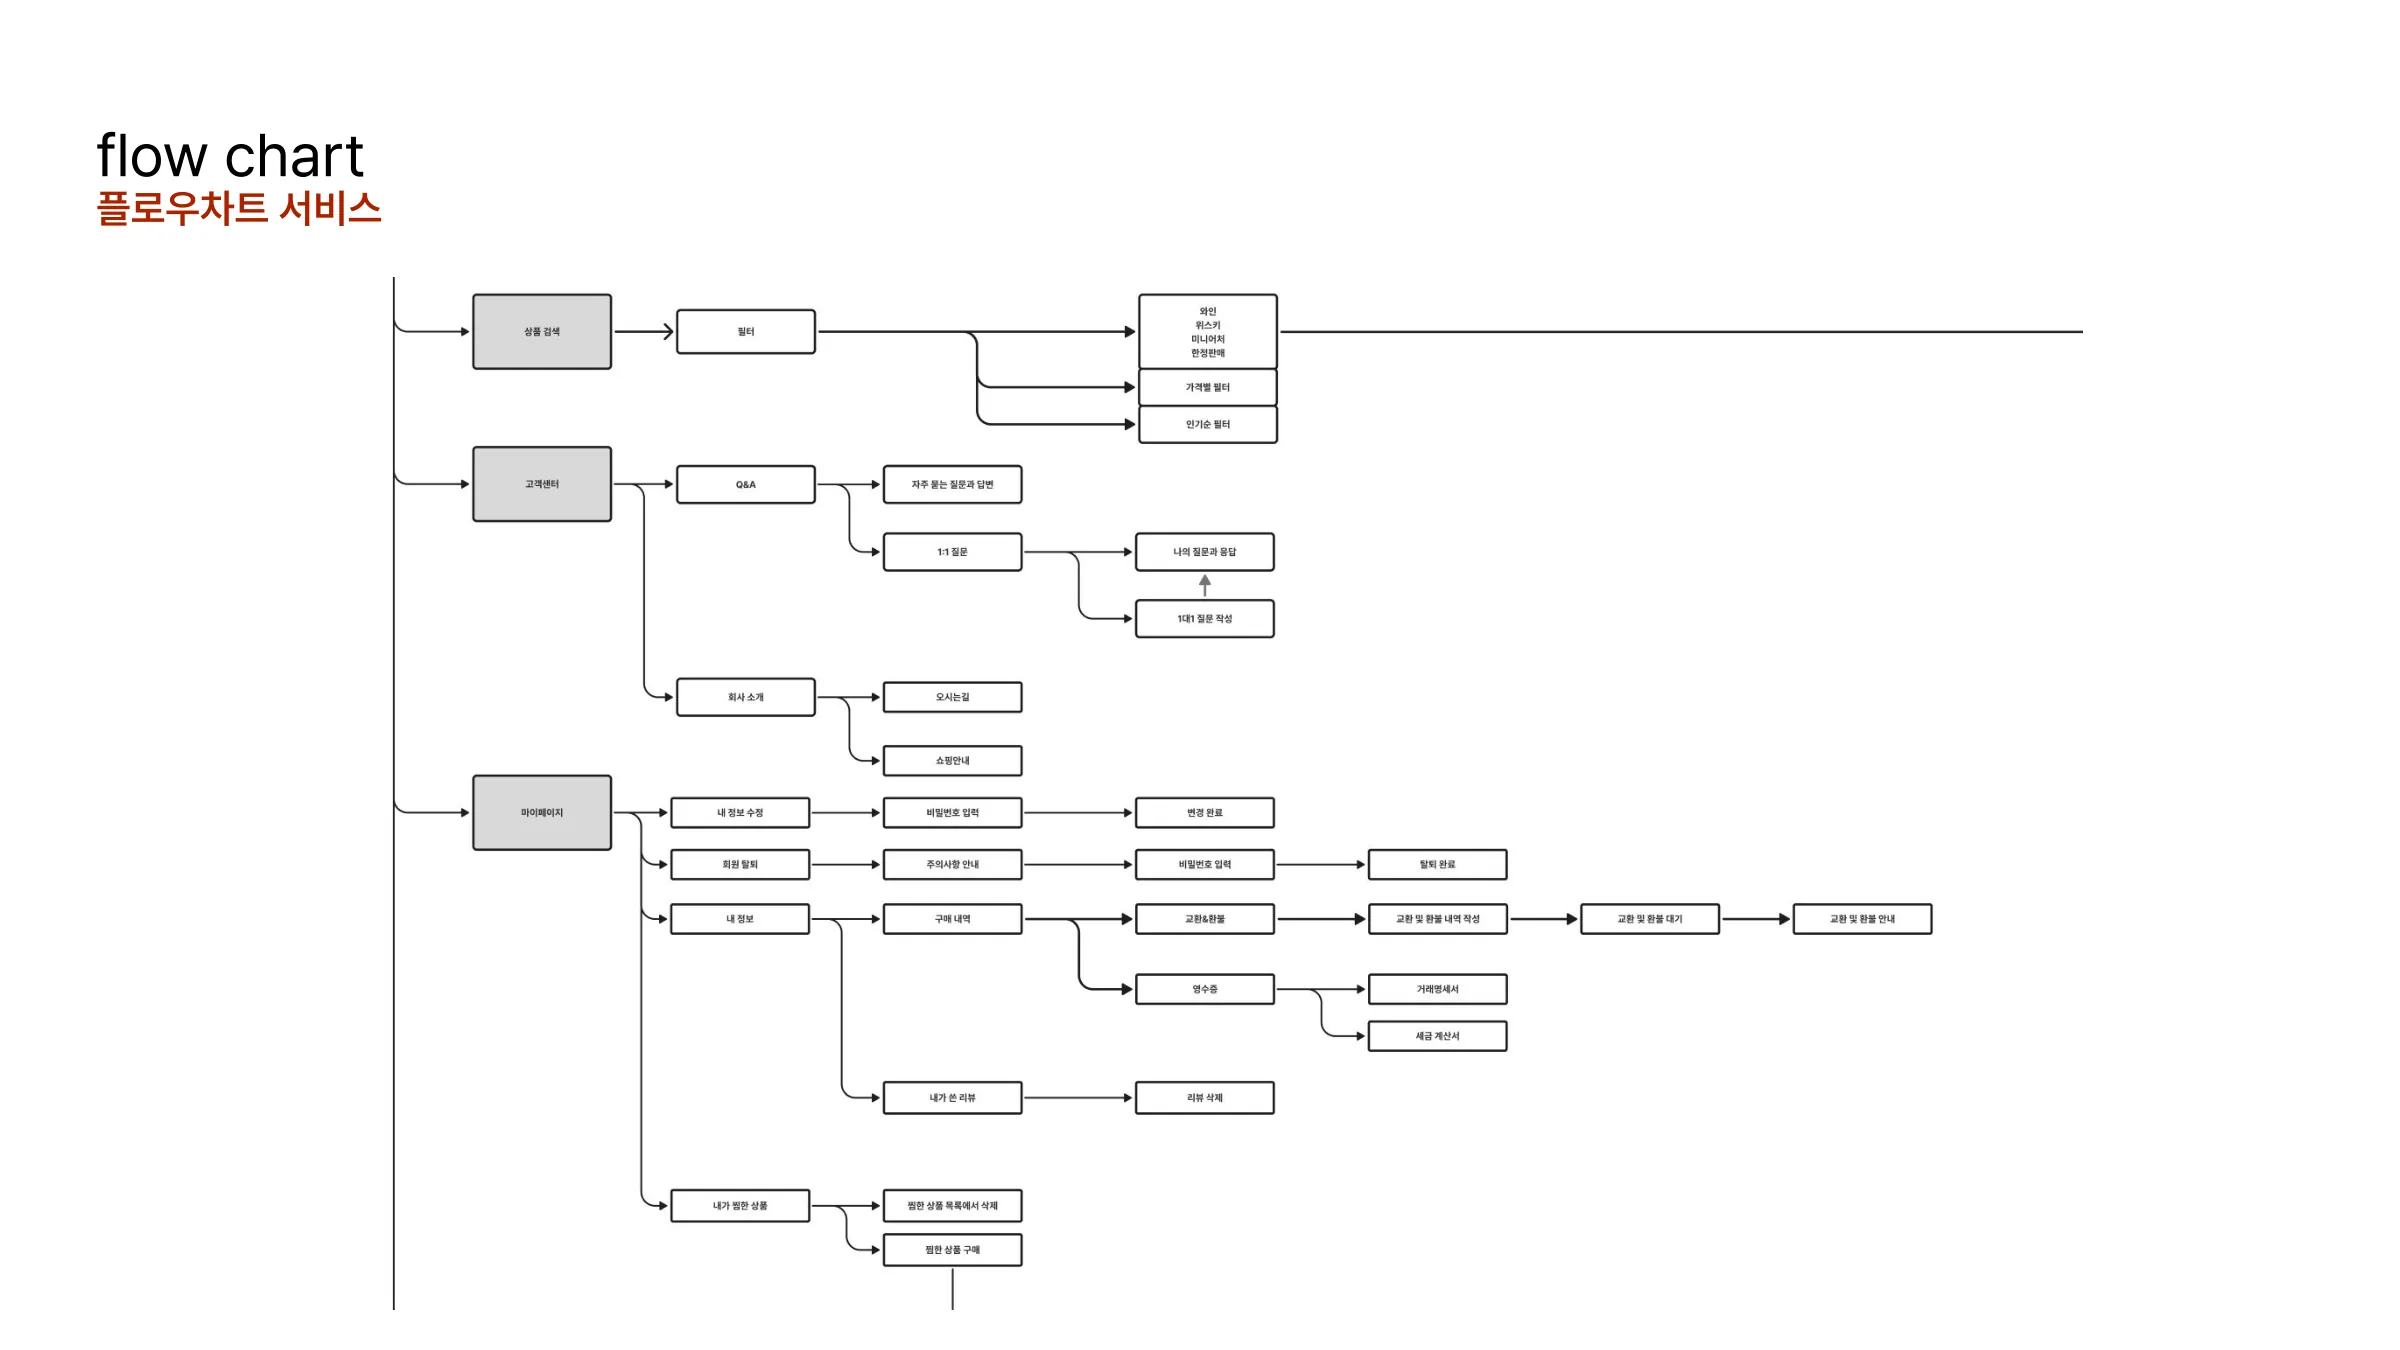 flow chart
플로우차트 서비스
상품 검색
필터
와인
위스키
미니어처
한정판매
가격별 필터
인기순 필터
고객샌터
Q&A
자주 묻는 질문과 답변
1:1 질문
나의 질문과 응답
1대1 질문 작성
회사 소개
오시는길
쇼핑안내
마이페이지
내 정보 수정
비밀번호 입력
변경 완료
회원 탈퇴
주의사항 안내
비밀번호 입력
탈퇴 완료
내 정보
구매 내역
교환&환불
교환 및 환불 내역 작성
교환 및 환불 대기
교환 및 환불 안내
영수증
거래명세서
세금 계산서
내가 쓴 리뷰
리뷰 삭제
내가 찜한 상품
찜한 상품 목록에서 삭제
찜한 상품 구매